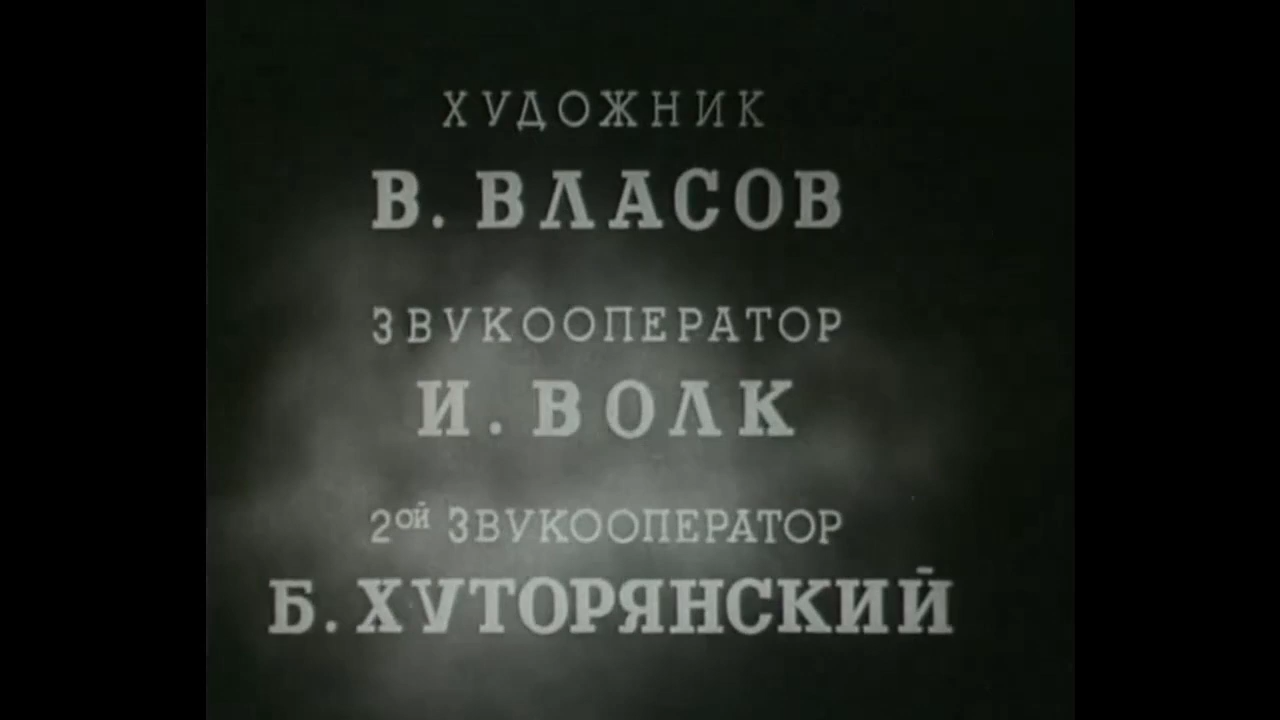 ХУДОЖНИК
В. ВЛАСОВ
ЗВУКООПЕРАТОР
И. ВОЛК
2ОЙ ЗВУКООПЕРАТОР
Б. ХУТОРЯНСКИЙ